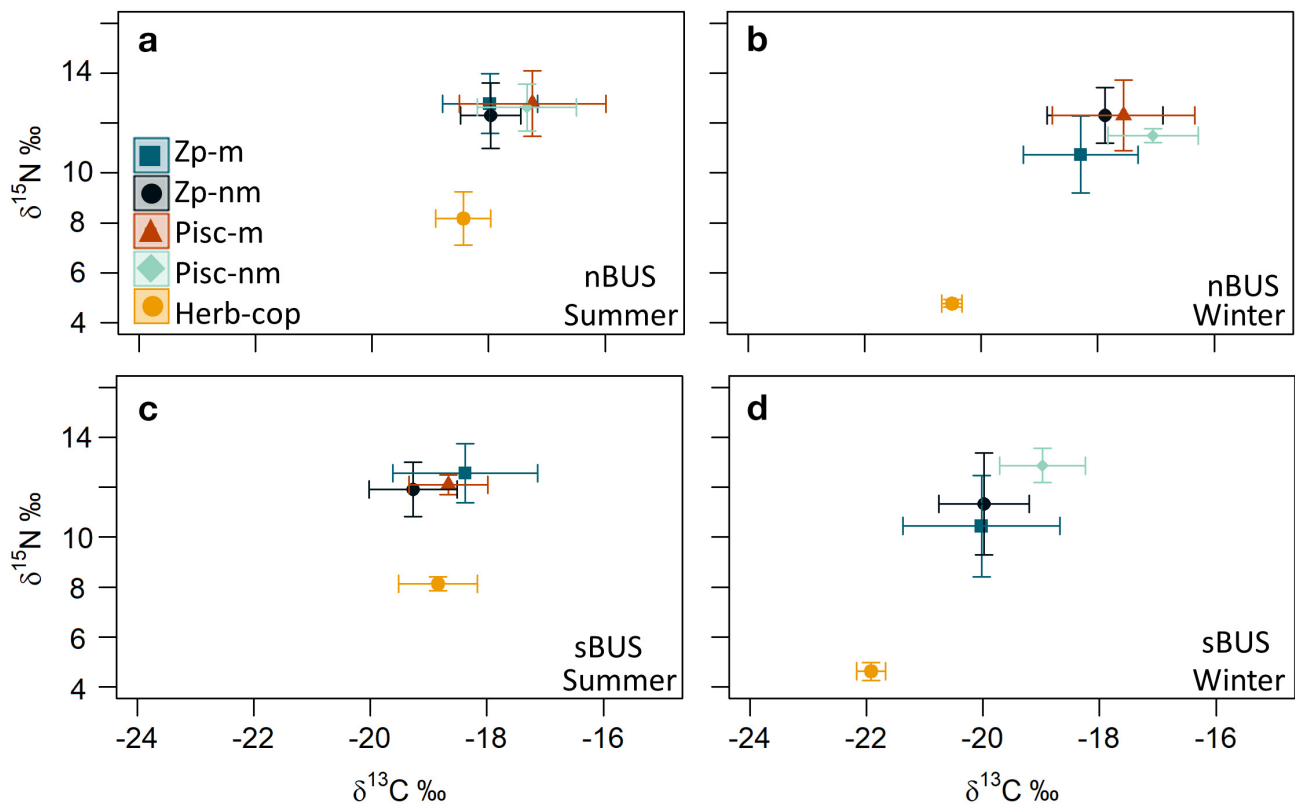 a
δ15N ‰
14
10
8
6
4
Zp-m
Zp-nm
Pisc-m
Pisc-nm
Herb-cop
nBUS
Summer
b
nBUS
Winter
c
δ15N ‰
14
10
8
6
4
sBUS
Summer
-24
-22
-20
-18
-16
δ13C ‰
d
sBUS
Winter
-24
-22
-20
-18
-16
δ13C ‰